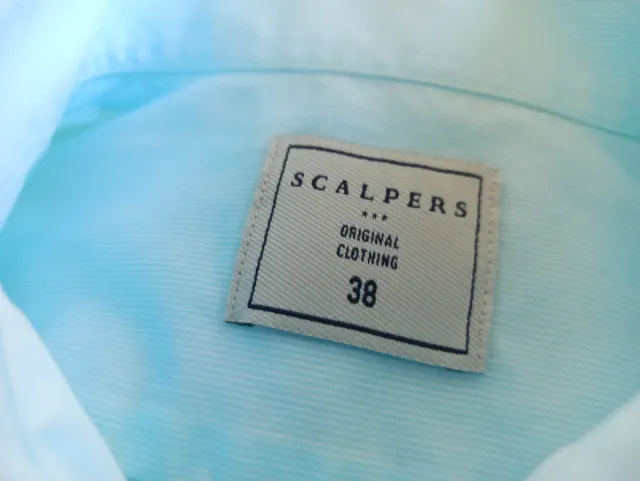 SCALPERS
***
ORIGINAL
CLOTHING
38